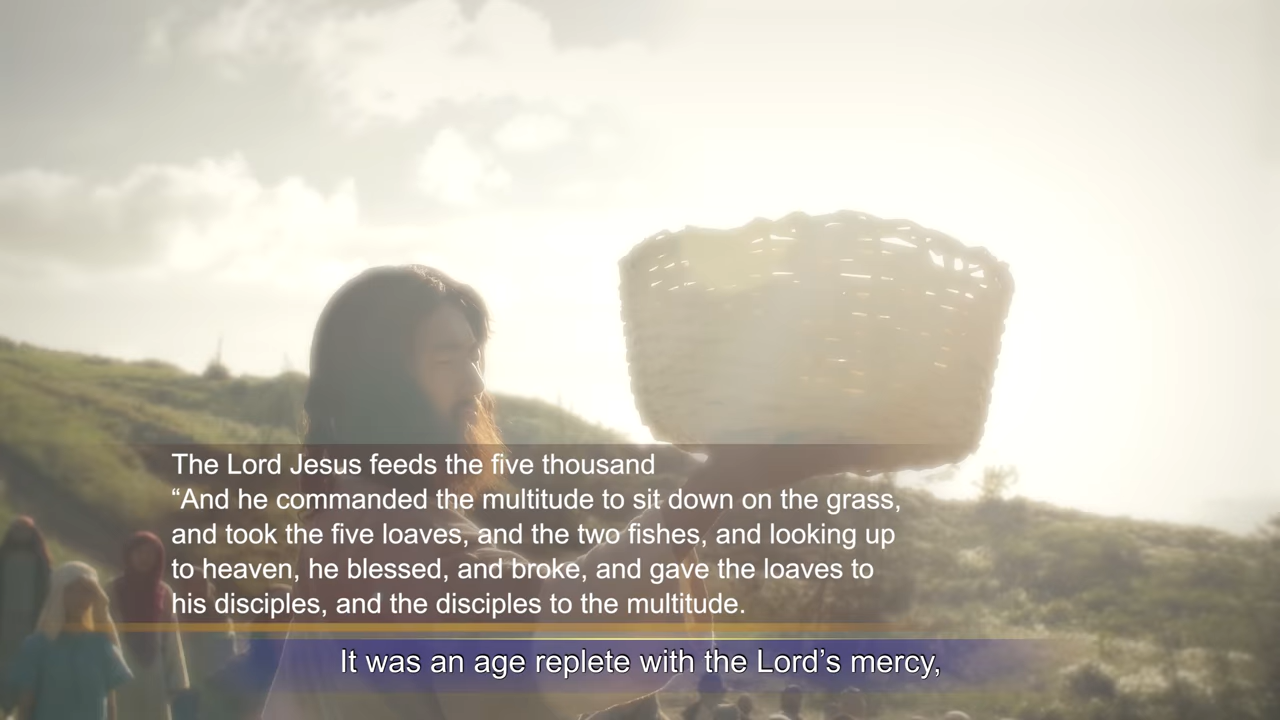 The Lord Jesus feeds the five thousand
“And he commanded the multitude to sit down on the grass,
and took the five loaves, and the two fishes, and looking up
to heaven, he blessed, and broke, and gave the loaves to
his disciples, and the disciples to the multitude.
It was an age replete with the Lord’s mercy,